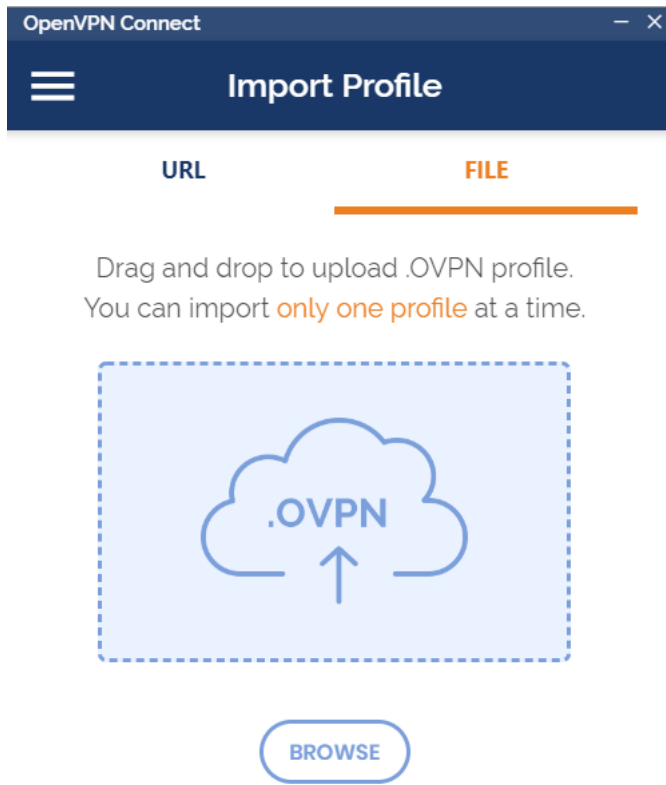 OpenVPN Connect
Import Profile
URL
FILE
Drag and drop to upload .OVPN profile.
You can import only one profile at a time.
.OVPN
BROWSE